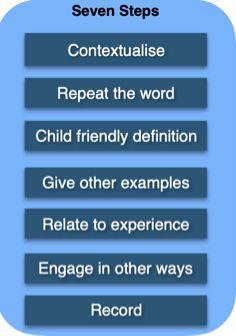 Seven Steps
Contextualise
Repeat the word
Child friendly definition
Give other examples
Relate to experience
Engage in other ways
Record